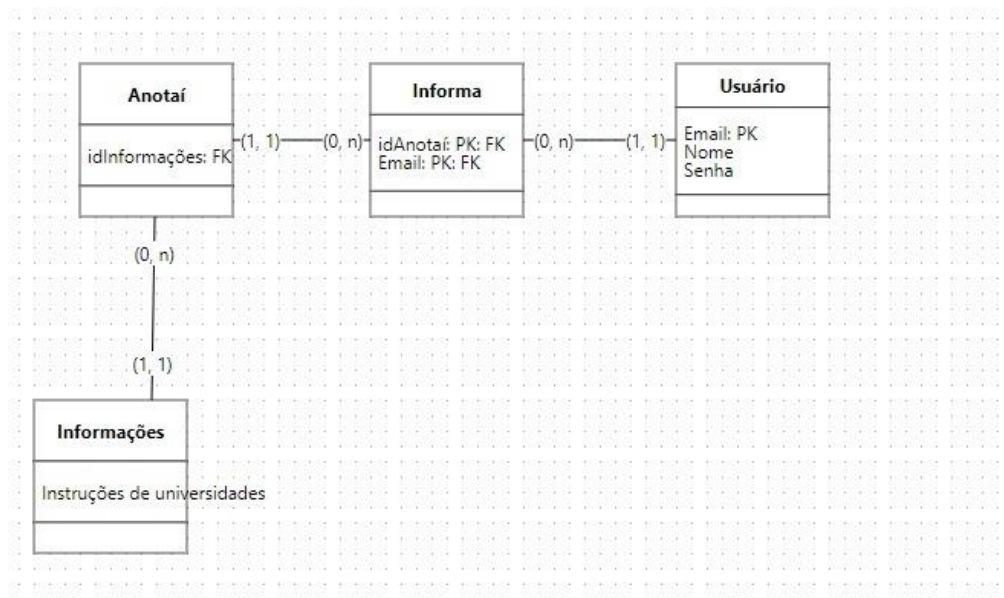 Anotaí
idInformações: FK
(1, 1)
(0, n)
Informa
idAnotaí: PK: FK
Email: PK: FK
(0, n)
(1, 1)
Usuário
Email: PK
Nome
Senha
(0, n)
(1, 1)
Informações
Instruções de universidades